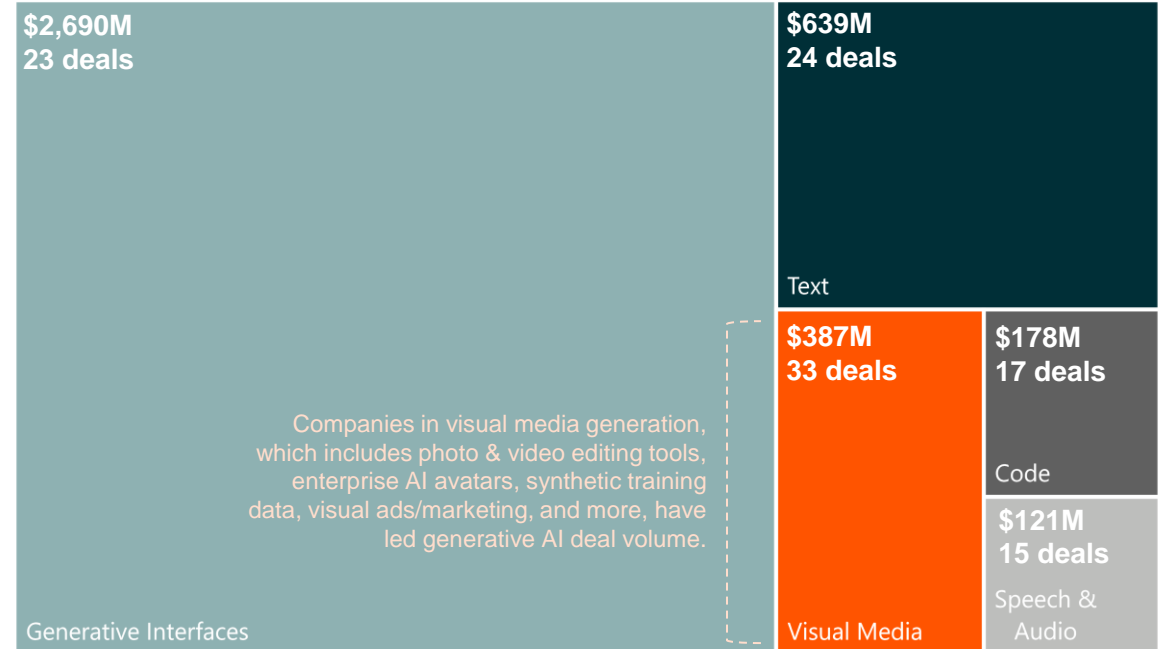 $2,690M
23 deals
Companies in visual media generation,
which includes photo & video editing tools,
enterprise AI avatars, synthetic training
data, visual ads/marketing, and more, have
led generative AI deal volume.
Generative Interfaces
$639M
24 deals
Text
$387M
33 deals
Visual Media
$178M
17 deals
Code
$121M
15 deals
Speech &
Audio